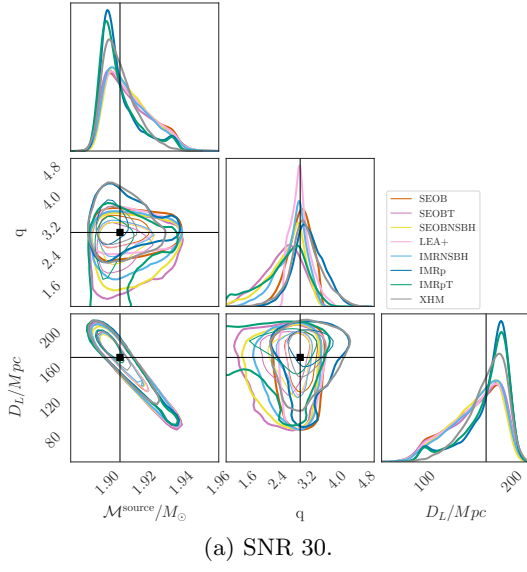 4.8
4.0
3.2
2.4
1.6
q
SEOB
SEOBT
SEOBNSBH
LEA+
IMRNSBH
IMRp
IMRpT
XHM
200
160
120
80
D_L/Mpc
1.90
1.92
1.94
1.96
M^source/M_⊙
1.6
2.4
3.2
4.0
4.8
q
100
200
D_L/Mpc
(a) SNR 30.